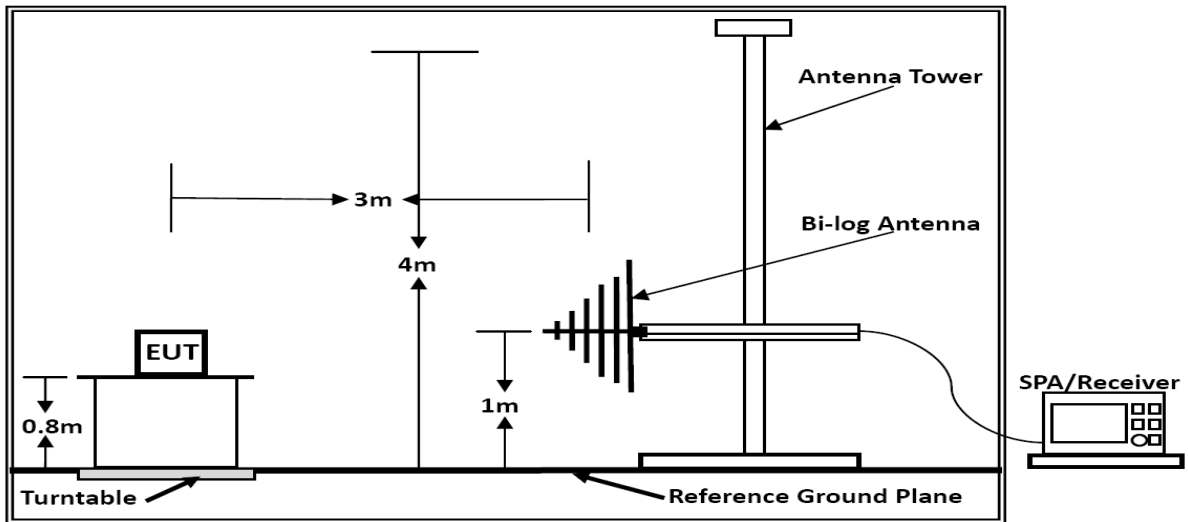 Antenna Tower
3m
Bi-log Antenna
4m
EUT
SPA/Receiver
1m
0.8m
Turntable
Reference Ground Plane